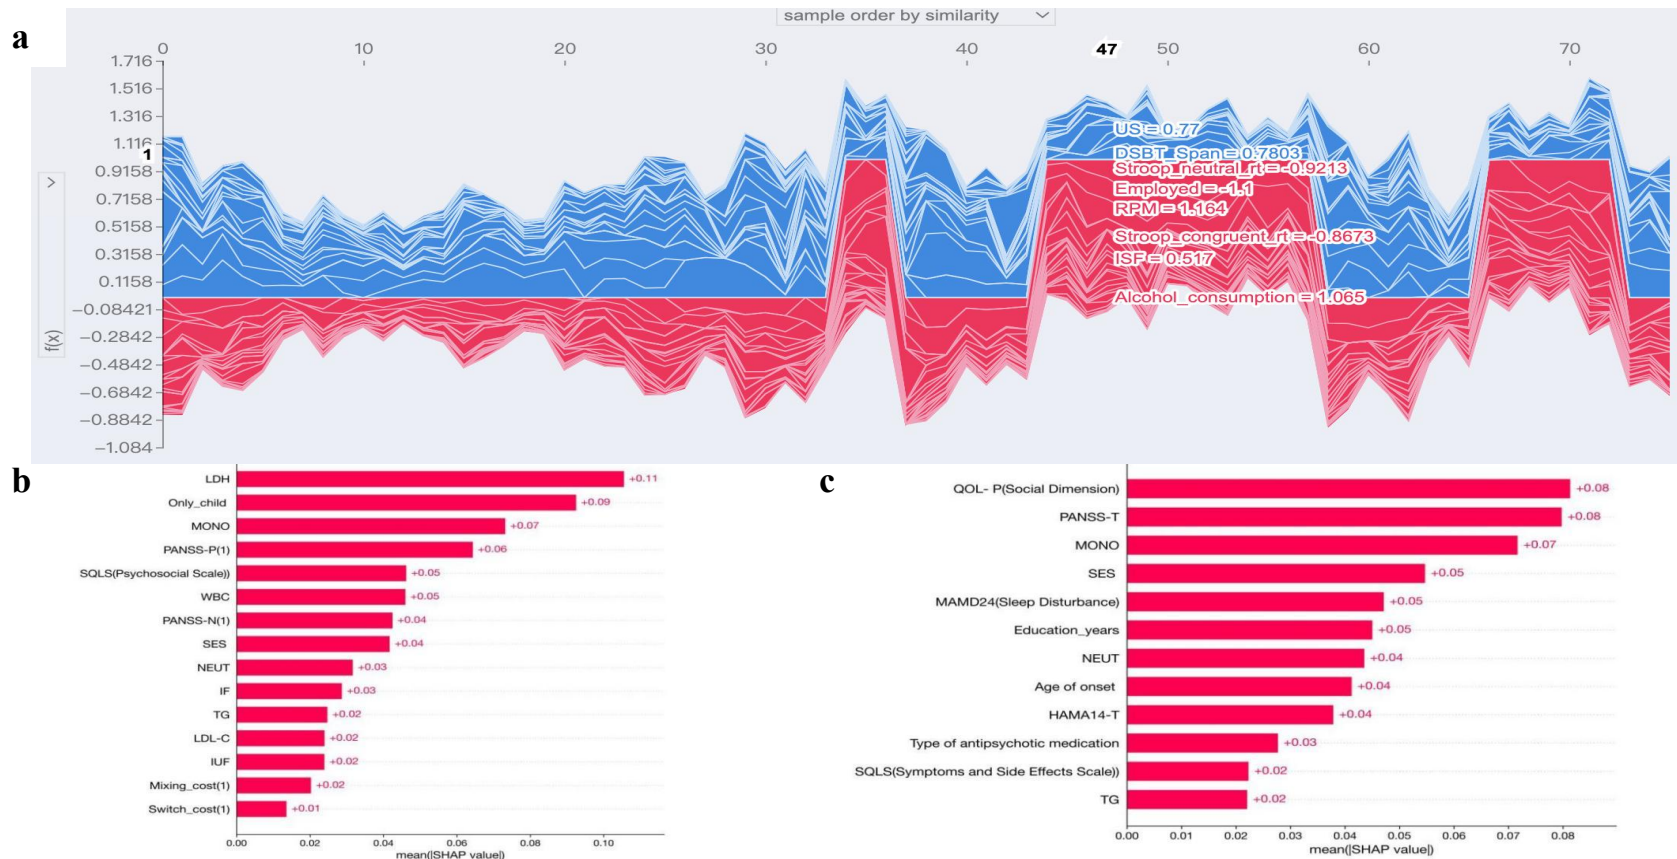 a
sample order by similarity
0 10 20 30 40 47 50 60 70
1.716
1.516
1.316
1.116
1
0.9158
0.7158
0.5158
0.3158
0.1158
−0.08421
−0.2842
−0.4842
−0.6842
−0.8842
−1.084
f(x)
US = 0.77
DSBT_Span = 0.7803
Stroop_neutral_rt = -0.9213
Employed = -1.1
RPM = 1.164
Stroop_congruent_rt = -0.8673
ISF = 0.517
Alcohol_consumption = 1.065
b
LDH +0.11
Only_child +0.09
MONO +0.07
PANSS-P(1) +0.06
SQLS(Psychosocial Scale)) +0.05
WBC +0.05
PANSS-N(1) +0.04
SES +0.04
NEUT +0.03
IF +0.03
TG +0.02
LDL-C +0.02
IUF +0.02
Mixing_cost(1) +0.02
Switch_cost(1) +0.01
0.00 0.02 0.04 0.06 0.08 0.10
mean(|SHAP value|)
c
QOL- P(Social Dimension) +0.08
PANSS-T +0.08
MONO +0.07
SES +0.05
MAMD24(Sleep Disturbance) +0.05
Education_years +0.05
NEUT +0.04
Age of onset +0.04
HAMA14-T +0.04
Type of antipsychotic medication +0.03
SQLS(Symptoms and Side Effects Scale)) +0.02
TG +0.02
0.00 0.01 0.02 0.03 0.04 0.05 0.06 0.07 0.08
mean(|SHAP value|)